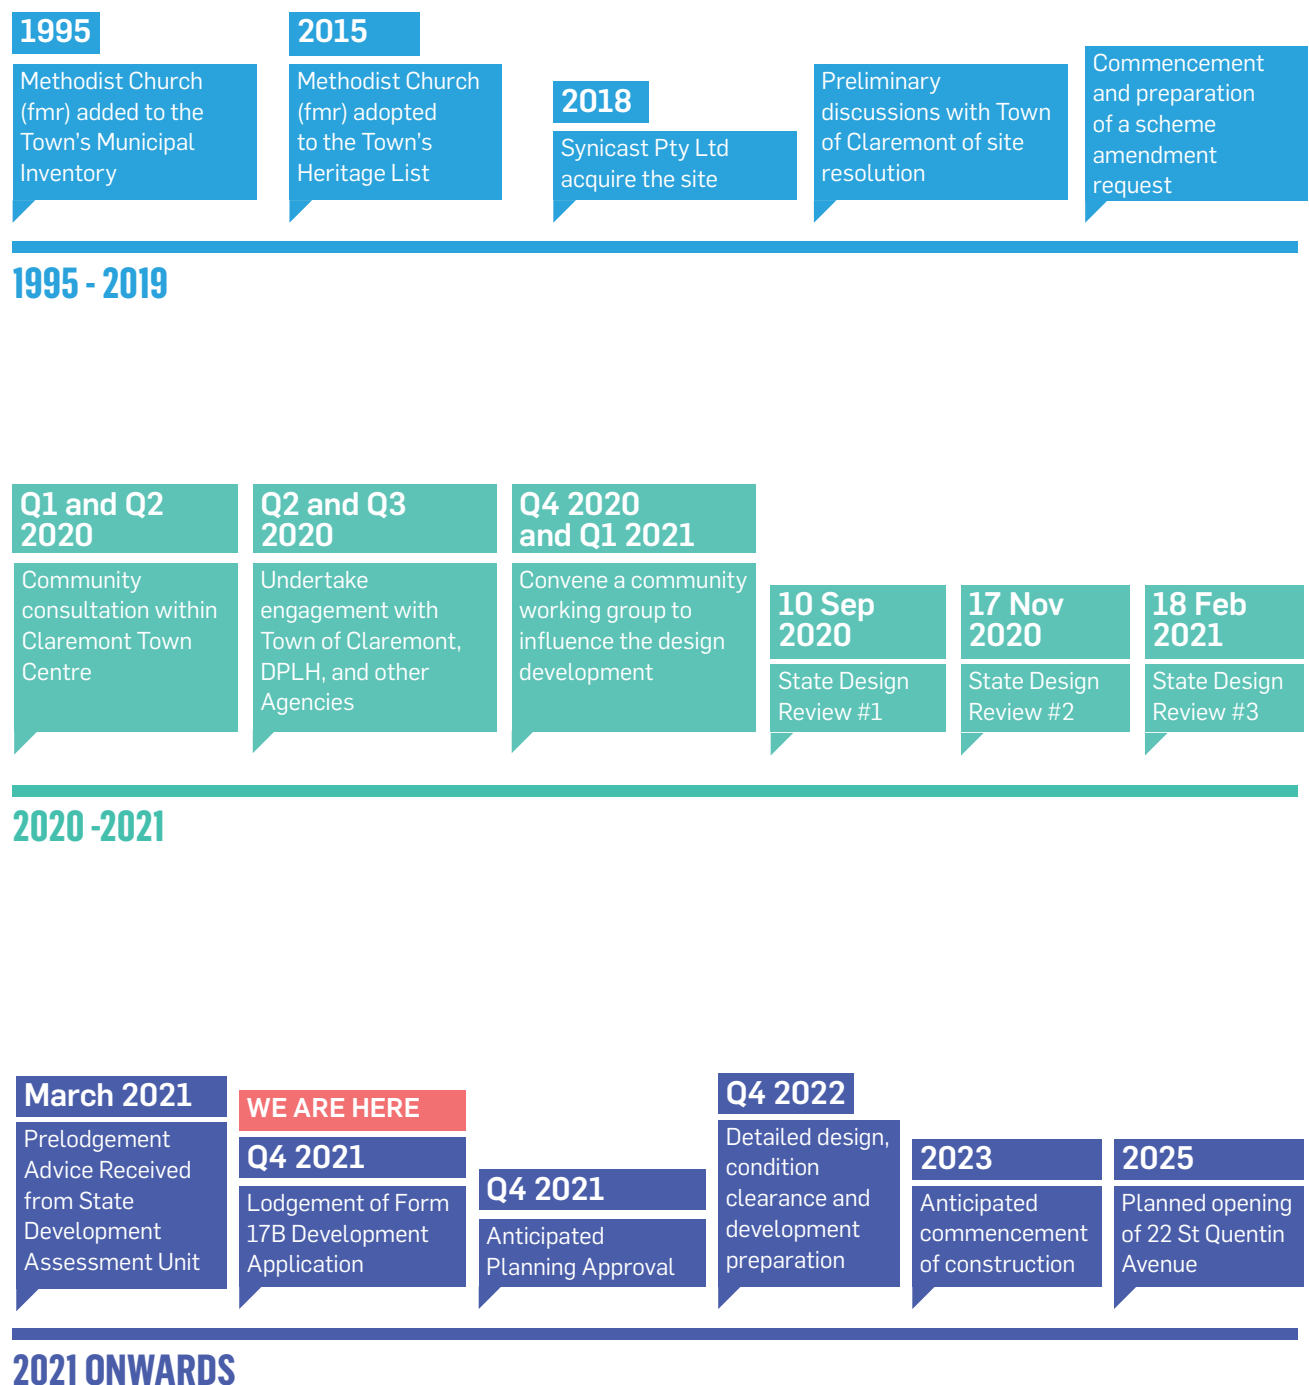 1995
Methodist Church
(fmr) added to the
Town's Municipal
Inventory
2015
Methodist Church
(fmr) adopted
to the Town's
Heritage List
2018
Synicast Pty Ltd
acquire the site
Preliminary
discussions with Town
of Claremont of site
resolution
Commencement
and preparation
of a scheme
amendment
request
1995 - 2019
Q1 and Q2
2020
Community
consultation within
Claremont Town
Centre
Q2 and Q3
2020
Undertake
engagement with
Town of Claremont,
DPLH, and other
Agencies
Q4 2020
and Q1 2021
Convene a community
working group to
influence the design
development
10 Sep
2020
State Design
Review #1
17 Nov
2020
State Design
Review #2
18 Feb
2021
State Design
Review #3
2020 -2021
March 2021
Prelodgement
Advice Received
from State
Development
Assessment Unit
WE ARE HERE
Q4 2021
Lodgement of Form
17B Development
Application
Q4 2021
Anticipated
Planning Approval
Q4 2022
Detailed design,
condition
clearance and
development
preparation
2023
Anticipated
commencement
of construction
2025
Planned opening
of 22 St Quentin
Avenue
2021 ONWARDS